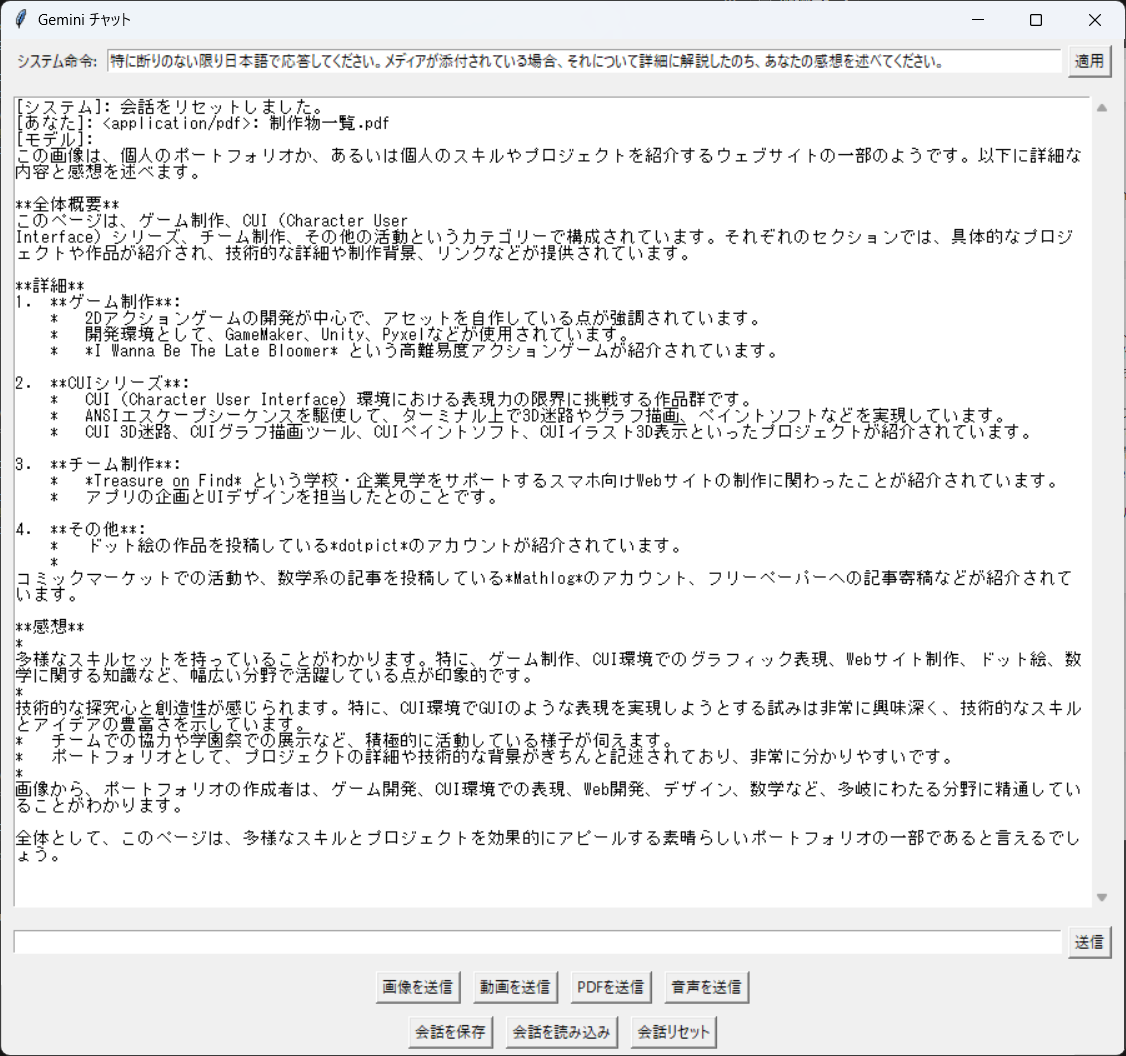 Gemini チャット
システム命令: 特に断りのない限り日本語で応答してください。メディアが添付されている場合、それについて詳細に解説したのち、あなたの感想を述べてください。 適用
[システム]: 会話をリセットしました。
[あなた]: <application/pdf>: 制作物一覧.pdf
[モデル]:
この画像は、個人のポートフォリオか、あるいは個人のスキルやプロジェクトを紹介するウェブサイトの一部のようです。以下に詳細な
内容と感想を述べます。
**全体概要**
このページは、ゲーム制作、CUI (Character User
Interface) シリーズ、チーム制作、その他の活動というカテゴリーで構成されています。それぞれのセクションでは、具体的なプロジ
ェクトや作品が紹介され、技術的な詳細や制作背景、リンクなどが提供されています。
**詳細**
1. **ゲーム制作**:
* 2Dアクションゲームの開発が中心で、アセットを自作している点が強調されています。
* 開発環境として、GameMaker、Unity、Pyxelなどが使用されています。
* *I Wanna Be The Late Bloomer* という高難易度アクションゲームが紹介されています。
2. **CUIシリーズ**:
* CUI (Character User Interface) 環境における表現力の限界に挑戦する作品群です。
* ANSIエスケープシーケンスを駆使して、ターミナル上で3D迷路やグラフ描画、ペイントソフトなどを実現しています。
* CUI 3D迷路、CUIグラフ描画ツール、CUIペイントソフト、CUIイラスト3D表示といったプロジェクトが紹介されています。
3. **チーム制作**:
* *Treasure on Find* という学校・企業見学をサポートするスマホ向けWebサイトの制作に関わったことが紹介されています。
* アプリの企画とUIデザインを担当したとのことです。
4. **その他**:
* ドット絵の作品を投稿している*dotpict*のアカウントが紹介されています。
*
コミックマーケットでの活動や、数学系の記事を投稿している*Mathlog*のアカウント、フリーペーパーへの記事寄稿などが紹介されて
います。
**感想**
*
多様なスキルセットを持っていることがわかります。特に、ゲーム制作、CUI環境でのグラフィック表現、Webサイト制作、ドット絵、数
学に関する知識など、幅広い分野で活躍している点が印象的です。
*
技術的な探究心と創造性が感じられます。特に、CUI環境でGUIのような表現を実現しようとする試みは非常に興味深く、技術的なスキル
とアイデアの豊富さを示しています。
* チームでの協力や学園祭での展示など、積極的に活動している様子が伺えます。
* ポートフォリオとして、プロジェクトの詳細や技術的な背景がきちんと記述されており、非常に分かりやすいです。
*
画像から、ポートフォリオの作成者は、ゲーム開発、CUI環境での表現、Web開発、デザイン、数学など、多岐にわたる分野に精通してい
ることがわかります。
全体として、このページは、多様なスキルとプロジェクトを効果的にアピールする素晴らしいポートフォリオの一部であると言えるでし
ょう。
送信
画像を送信 動画を送信 PDFを送信 音声を送信
会話を保存 会話を読み込み 会話リセット